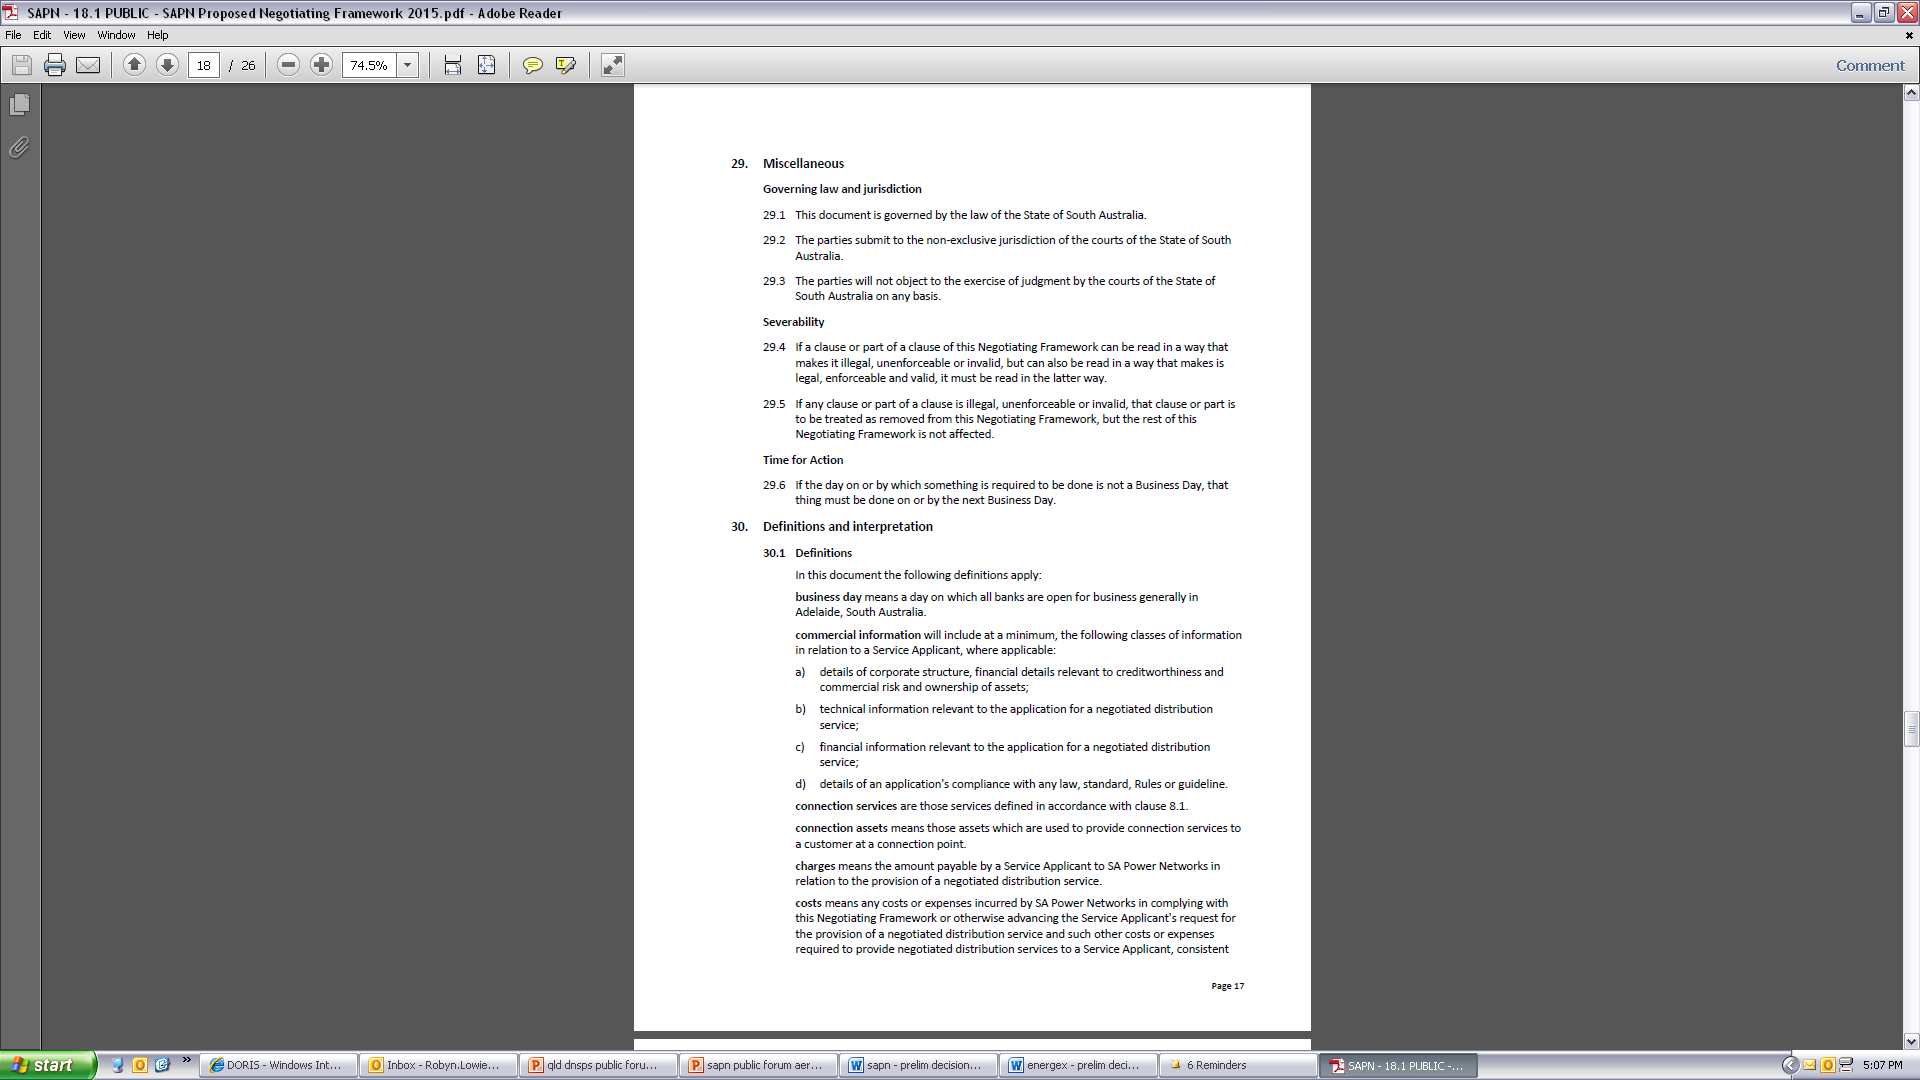 SAPN - 18.1 PUBLIC - SAPN Proposed Negotiating Framework 2015.pdf - Adobe Reader
File Edit View Window Help
18 / 26 74.5% Comment
29. Miscellaneous
Governing law and jurisdiction
29.1 This document is governed by the law of the State of South Australia.
29.2 The parties submit to the non-exclusive jurisdiction of the courts of the State of South
Australia.
29.3 The parties will not object to the exercise of judgment by the courts of the State of
South Australia on any basis.
Severability
29.4 If a clause or part of a clause of this Negotiating Framework can be read in a way that
makes it illegal, unenforceable or invalid, but can also be read in a way that makes is
legal, enforceable and valid, it must be read in the latter way.
29.5 If any clause or part of a clause is illegal, unenforceable or invalid, that clause or part is
to be treated as removed from this Negotiating Framework, but the rest of this
Negotiating Framework is not affected.
Time for Action
29.6 If the day on or by which something is required to be done is not a Business Day, that
thing must be done on or by the next Business Day.
30. Definitions and interpretation
30.1 Definitions
In this document the following definitions apply:
business day means a day on which all banks are open for business generally in
Adelaide, South Australia.
commercial information will include at a minimum, the following classes of information
in relation to a Service Applicant, where applicable:
a) details of corporate structure, financial details relevant to creditworthiness and
commercial risk and ownership of assets;
b) technical information relevant to the application for a negotiated distribution
service;
c) financial information relevant to the application for a negotiated distribution
service;
d) details of an application's compliance with any law, standard, Rules or guideline.
connection services are those services defined in accordance with clause 8.1.
connection assets means those assets which are used to provide connection services to
a customer at a connection point.
charges means the amount payable by a Service Applicant to SA Power Networks in
relation to the provision of a negotiated distribution service.
costs means any costs or expenses incurred by SA Power Networks in complying with
this Negotiating Framework or otherwise advancing the Service Applicant's request for
the provision of a negotiated distribution service and such other costs or expenses
required to provide negotiated distribution services to a Service Applicant, consistent
Page 17
start DORIS - Windows Int... Inbox - Robyn.Lowie... qld dnsps public foru... sapn public forum aer... sapn - prelim decision... energex - prelim deci... 6 Reminders SAPN - 18.1 PUBLIC -... 5:07 PM